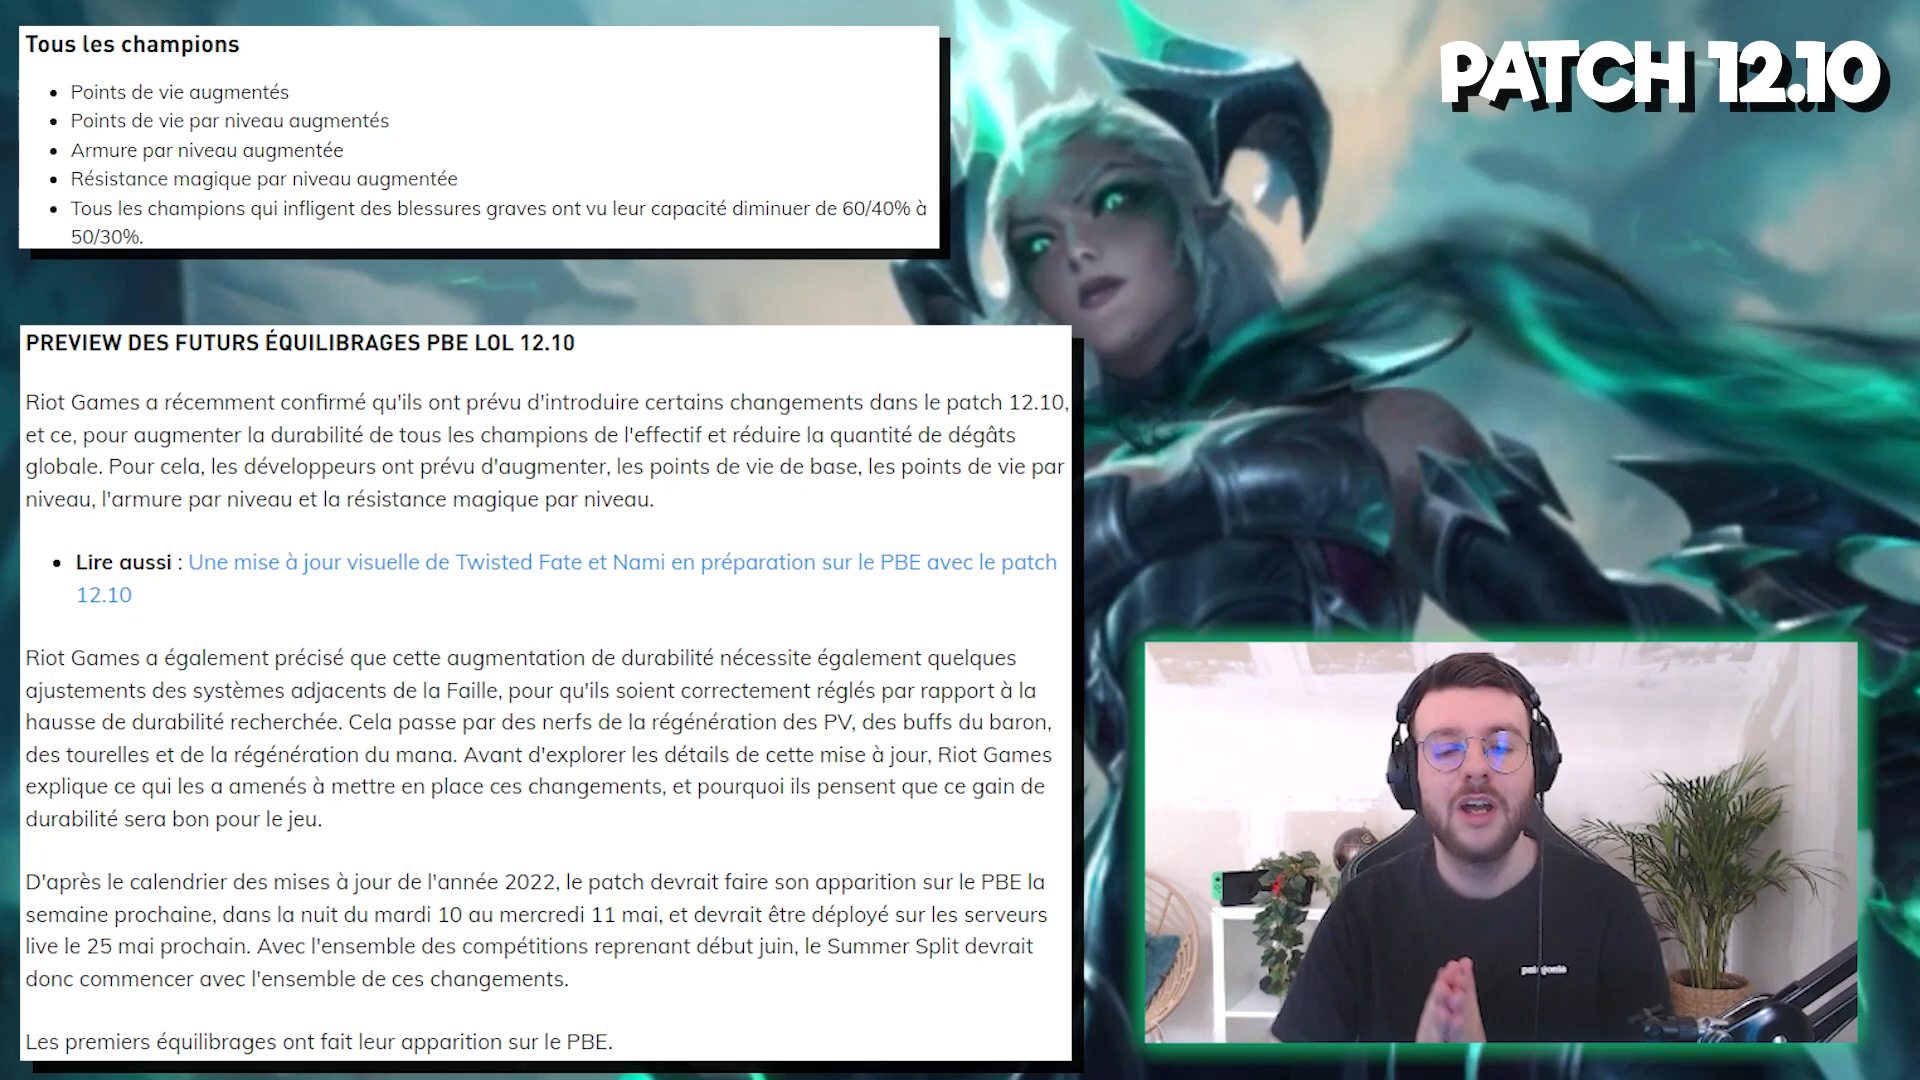 Tous les champions
• Points de vie augmentés
• Points de vie par niveau augmentés
• Armure par niveau augmentée
• Résistance magique par niveau augmentée
• Tous les champions qui infligent des blessures graves ont vu leur capacité diminuer de 60/40% à
50/30%.
PATCH 12.10
PREVIEW DES FUTURS ÉQUILIBRAGES PBE LOL 12.10
Riot Games a récemment confirmé qu'ils ont prévu d'introduire certains changements dans le patch 12.10,
et ce, pour augmenter la durabilité de tous les champions de l'effectif et réduire la quantité de dégâts
globale. Pour cela, les développeurs ont prévu d'augmenter, les points de vie de base, les points de vie par
niveau, l'armure par niveau et la résistance magique par niveau.
• Lire aussi : Une mise à jour visuelle de Twisted Fate et Nami en préparation sur le PBE avec le patch
12.10
Riot Games a également précisé que cette augmentation de durabilité nécessite également quelques
ajustements des systèmes adjacents de la Faille, pour qu'ils soient correctement réglés par rapport à la
hausse de durabilité recherchée. Cela passe par des nerfs de la régénération des PV, des buffs du baron,
des tourelles et de la régénération du mana. Avant d'explorer les détails de cette mise à jour, Riot Games
explique ce qui les a amenés à mettre en place ces changements, et pourquoi ils pensent que ce gain de
durabilité sera bon pour le jeu.
D'après le calendrier des mises à jour de l'année 2022, le patch devrait faire son apparition sur le PBE la
semaine prochaine, dans la nuit du mardi 10 au mercredi 11 mai, et devrait être déployé sur les serveurs
live le 25 mai prochain. Avec l'ensemble des compétitions reprenant début juin, le Summer Split devrait
donc commencer avec l'ensemble de ces changements.
Les premiers équilibrages ont fait leur apparition sur le PBE.
patagonia